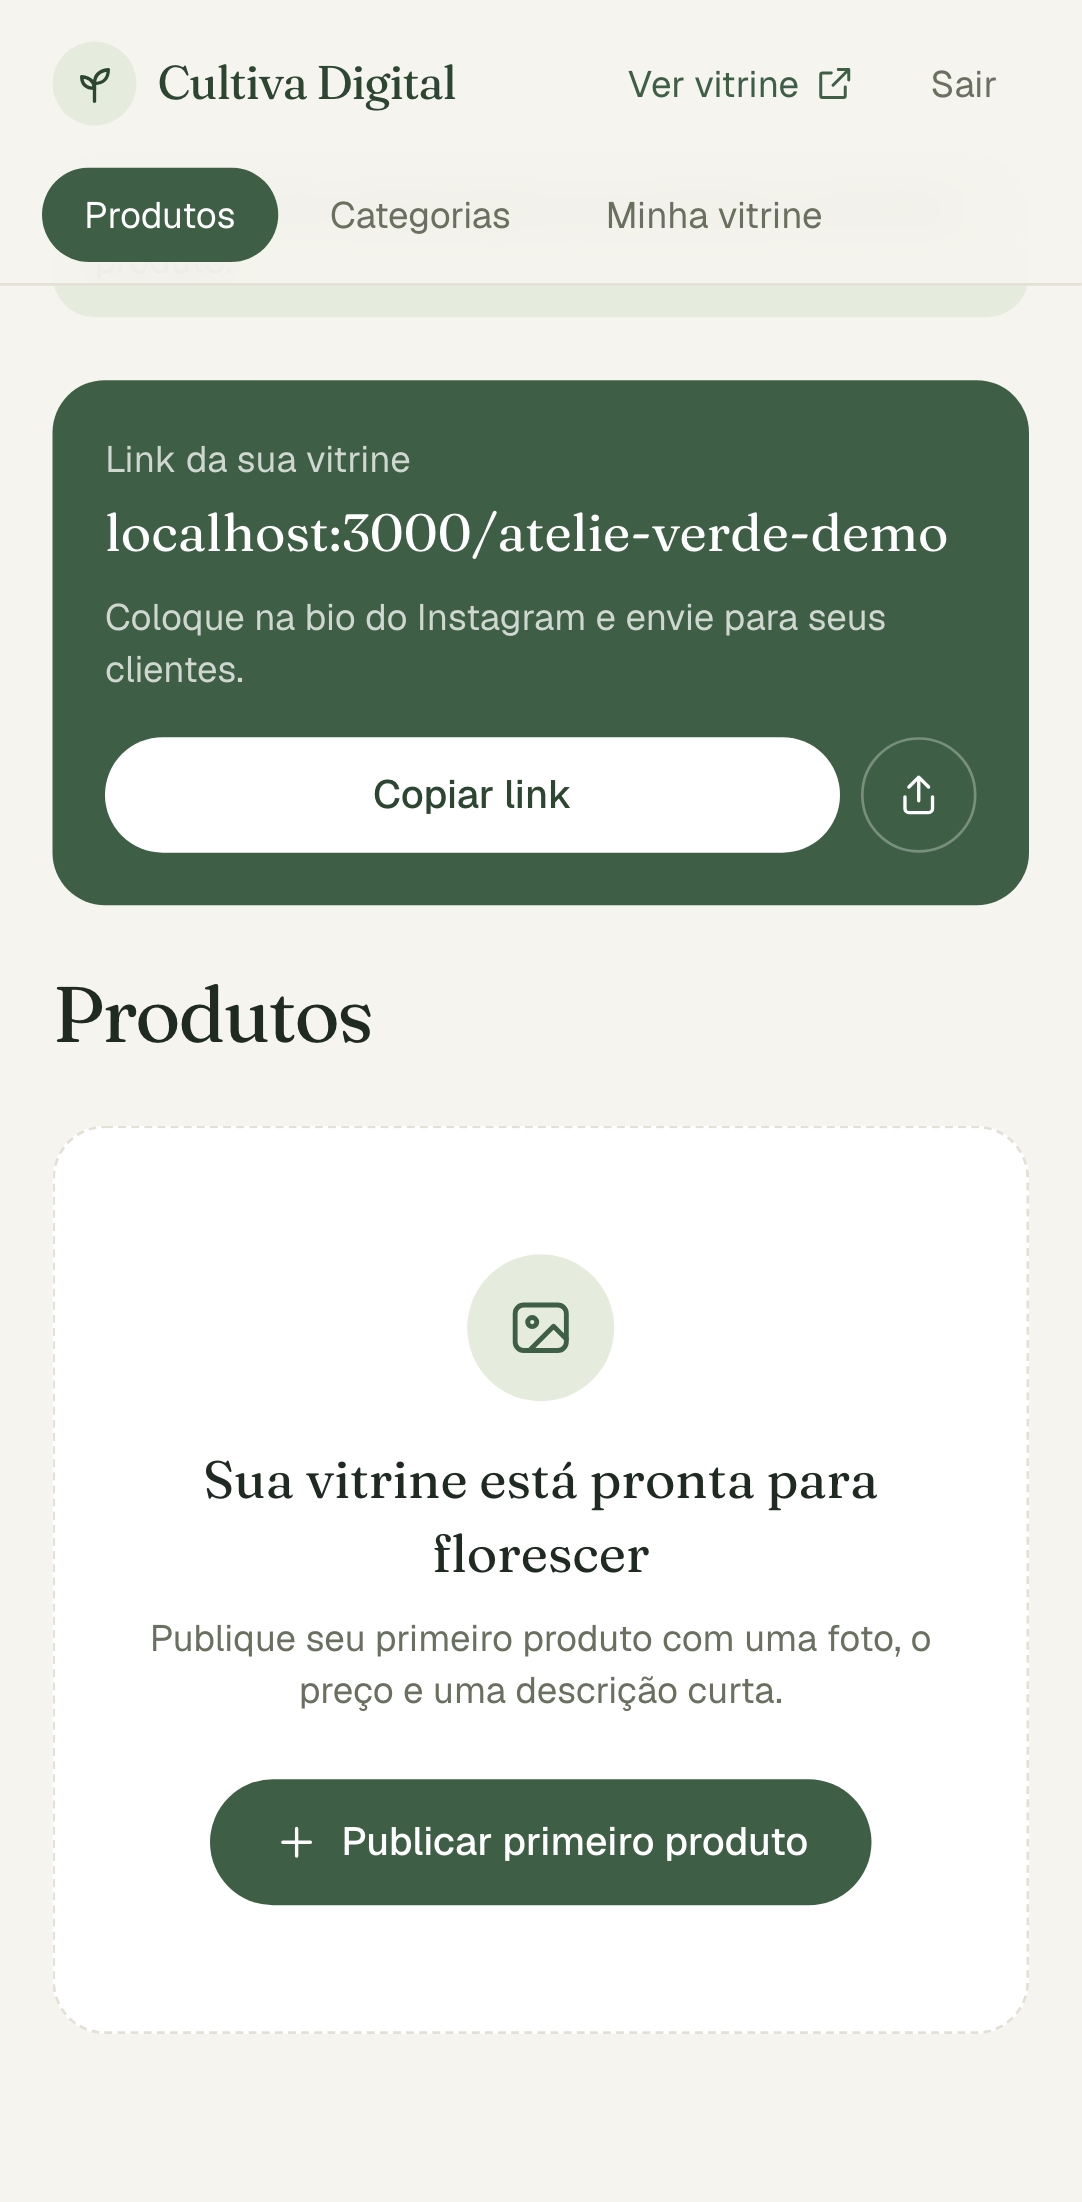 Cultiva Digital
Ver vitrine
Sair
Produtos
Categorias
Minha vitrine
produto.
Link da sua vitrine
localhost:3000/atelie-verde-demo
Coloque na bio do Instagram e envie para seus
clientes.
Copiar link
Produtos
Sua vitrine está pronta para
florescer
Publique seu primeiro produto com uma foto, o
preço e uma descrição curta.
Publicar primeiro produto